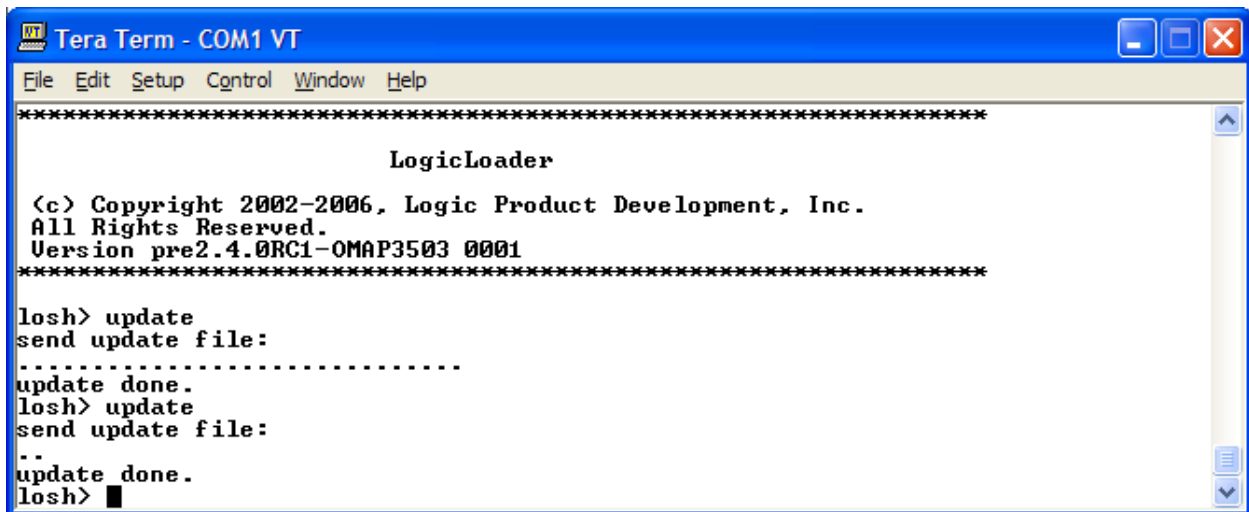 Tera Term - COM1 VT
File Edit Setup Control Window Help
*****************************************************************
LogicLoader
(c) Copyright 2002-2006, Logic Product Development, Inc.
All Rights Reserved.
Version pre2.4.0RC1-OMAP3503 0001
*****************************************************************
losh> update
send update file:
..............................
update done.
losh> update
send update file:
..
update done.
losh>